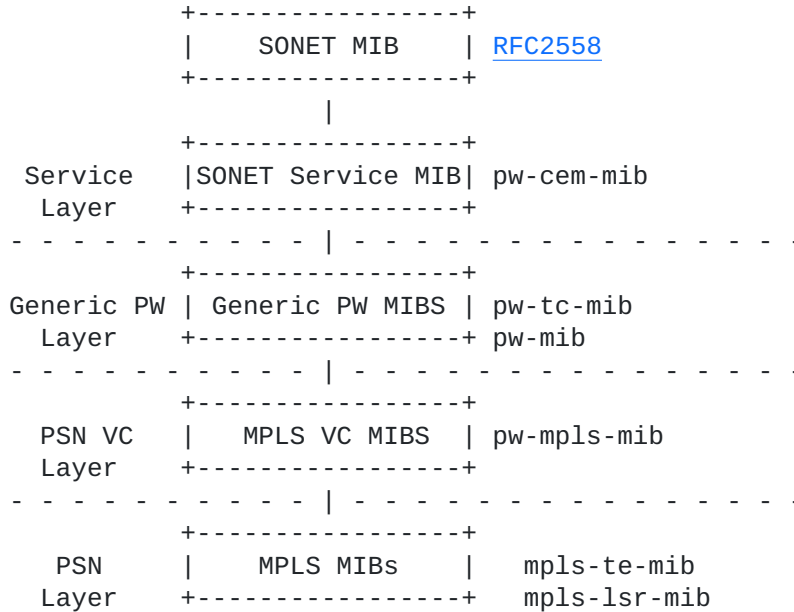 +-----------------+
|    SONET MIB    | RFC2558
+-----------------+
|
+-----------------+
Service   |SONET Service MIB| pw-cem-mib
Layer    +-----------------+
- - - - - - - - - - | - - - - - - - - - - - - - - -
+-----------------+
Generic PW | Generic PW MIBS | pw-tc-mib
Layer    +-----------------+ pw-mib
- - - - - - - - - - | - - - - - - - - - - - - - - -
+-----------------+
PSN VC   |   MPLS VC MIBS  | pw-mpls-mib
Layer    +-----------------+
- - - - - - - - - - | - - - - - - - - - - - - - - -
+-----------------+
PSN     |    MPLS MIBs    |   mpls-te-mib
Layer    +-----------------+   mpls-lsr-mib